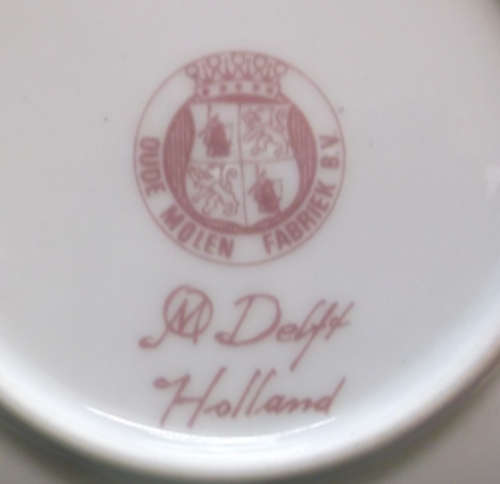 OUDE MOLEN FABRIEK B.V.
OM Delft
Holland